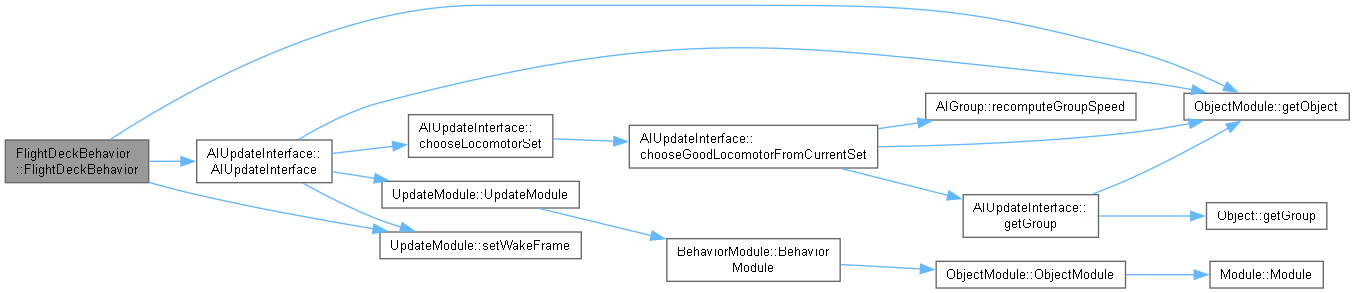 FlightDeckBehavior
::FlightDeckBehavior
AIUpdateInterface::
AIUpdateInterface
AIUpdateInterface::
chooseLocomotorSet
UpdateModule::UpdateModule
UpdateModule::setWakeFrame
AIUpdateInterface::
chooseGoodLocomotorFromCurrentSet
BehaviorModule::Behavior
Module
AIGroup::recomputeGroupSpeed
AIUpdateInterface::
getGroup
ObjectModule::ObjectModule
ObjectModule::getObject
Object::getGroup
Module::Module